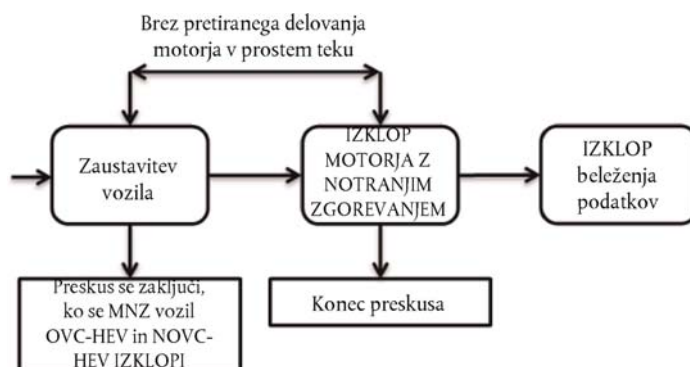 Brez pretiranega delovanja
motorja v prostem teku
Zaustavitev
vozila
IZKLOP
MOTORJA Z
NOTRANJIM
ZGOREVANJEM
IZKLOP
beleženja
podatkov
Preskus se zaključi,
ko se MNZ vozil
OVC-HEV in NOVC-
HEV IZKLOPI
Konec preskusa